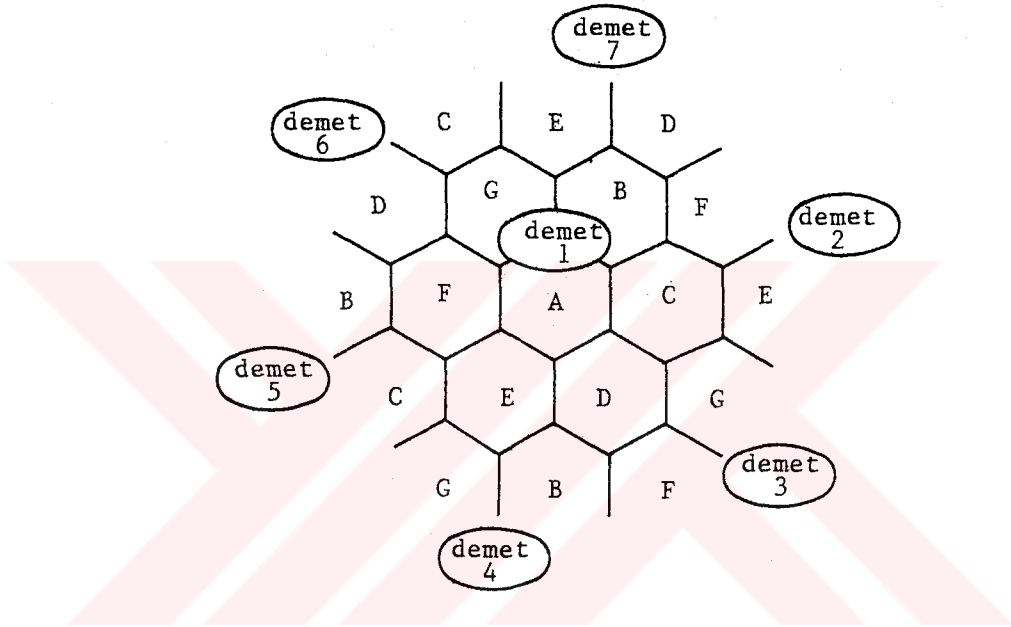 demet
7
demet
6
C E D
G B
D F
demet
1
demet
2
B F A C E
demet
5
C E D G
demet
3
G B F
demet
4